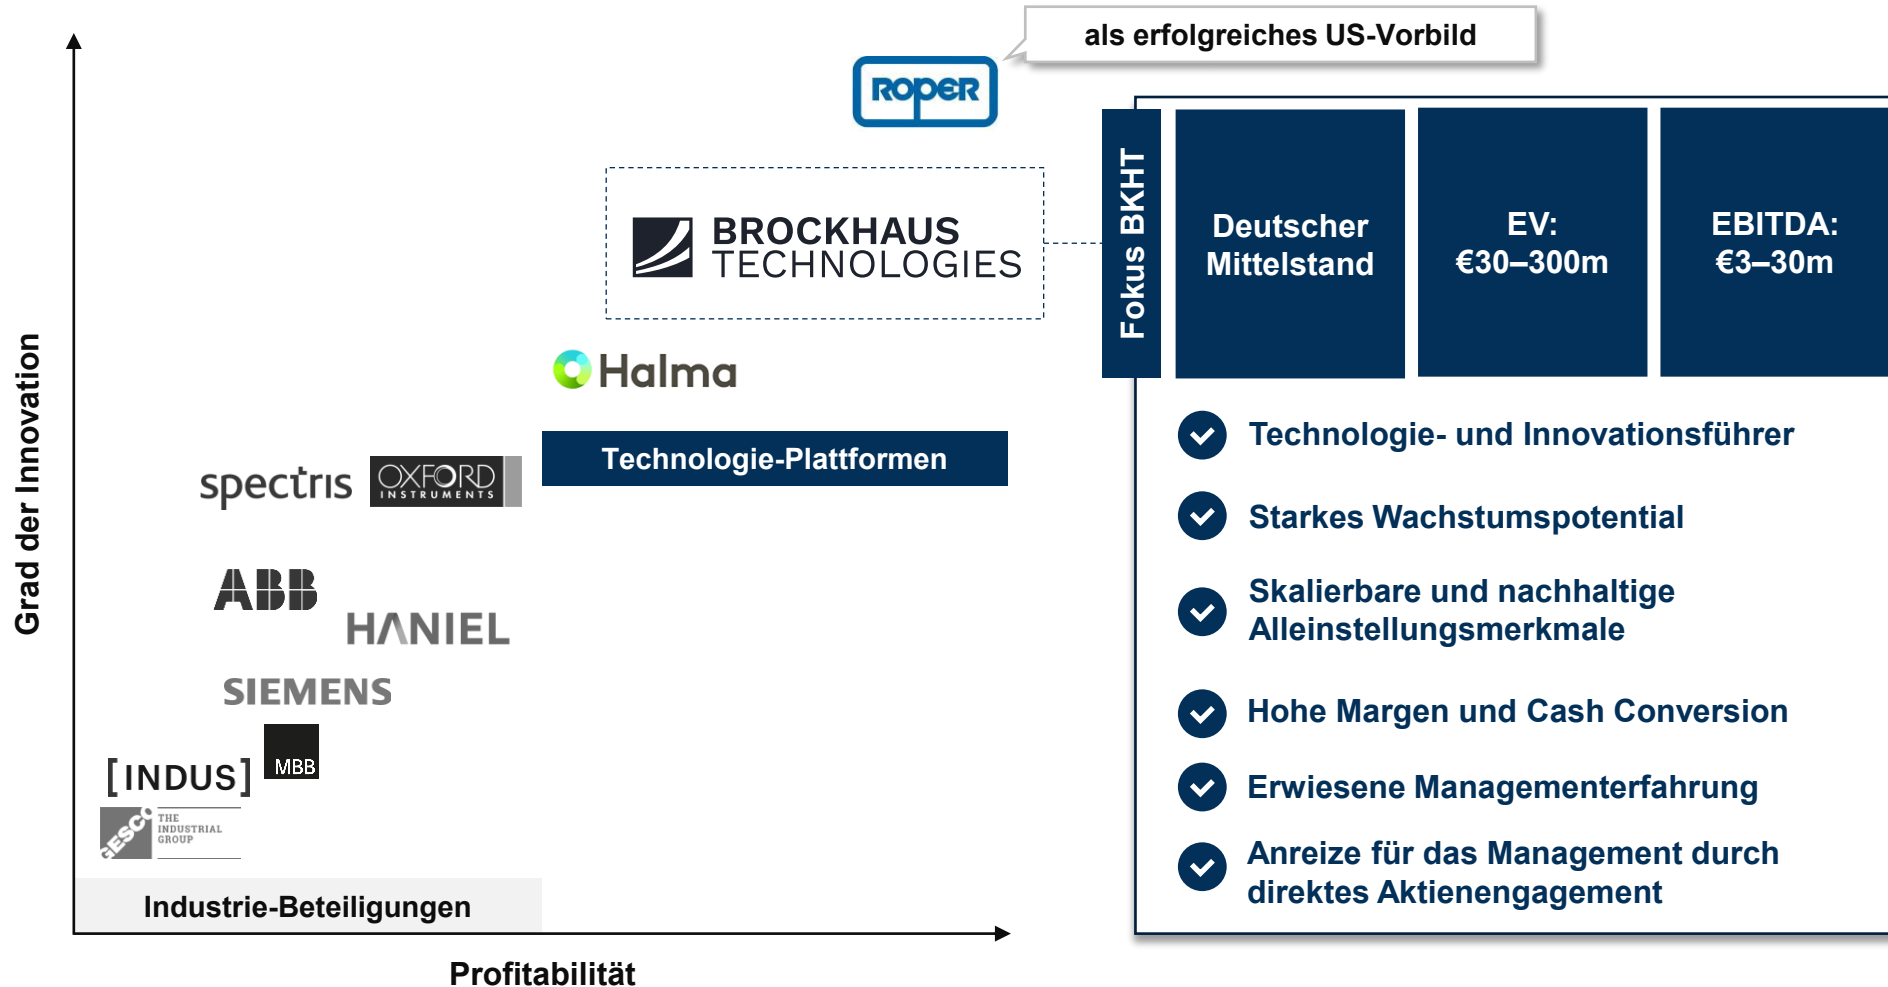 als erfolgreiches US-Vorbild
ROPER
BROCKHAUS
TECHNOLOGIES
Halma
Technologie-Plattformen
spectris
OXFORD
INSTRUMENTS
ABB
HANIEL
SIEMENS
MBB
[INDUS]
GESCO
THE
INDUSTRIAL
GROUP
Industrie-Beteiligungen
Grad der Innovation
Profitabilität
Fokus BKHT
Deutscher
Mittelstand
EV:
€30–300m
EBITDA:
€3–30m
Technologie- und Innovationsführer
Starkes Wachstumspotential
Skalierbare und nachhaltige
Alleinstellungsmerkmale
Hohe Margen und Cash Conversion
Erwiesene Managementerfahrung
Anreize für das Management durch
direktes Aktienengagement